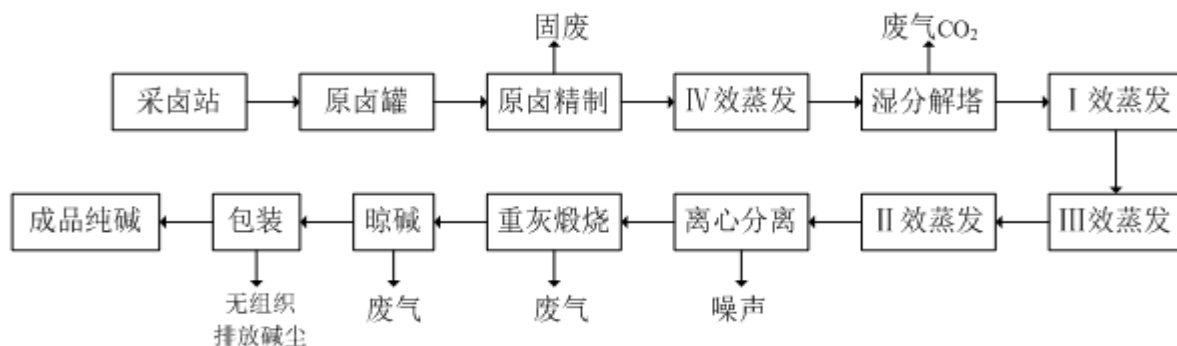 固废
废气CO₂
采卤站
原卤罐
原卤精制
Ⅳ效蒸发
湿分解塔
Ⅰ效蒸发
成品纯碱
包装
晾碱
重灰煅烧
离心分离
Ⅱ效蒸发
Ⅲ效蒸发
无组织
排放碱尘
废气
废气
噪声